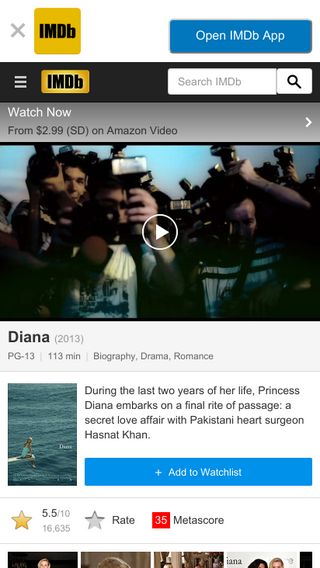 IMDb
Open IMDb App
IMDb
Search IMDb
Watch Now
From $2.99 (SD) on Amazon Video
Diana (2013)
PG-13 | 113 min | Biography, Drama, Romance
During the last two years of her life, Princess
Diana embarks on a final rite of passage: a
secret love affair with Pakistani heart surgeon
Hasnat Khan.
Diana
+ Add to Watchlist
5.5/10
16,635
Rate
35 Metascore